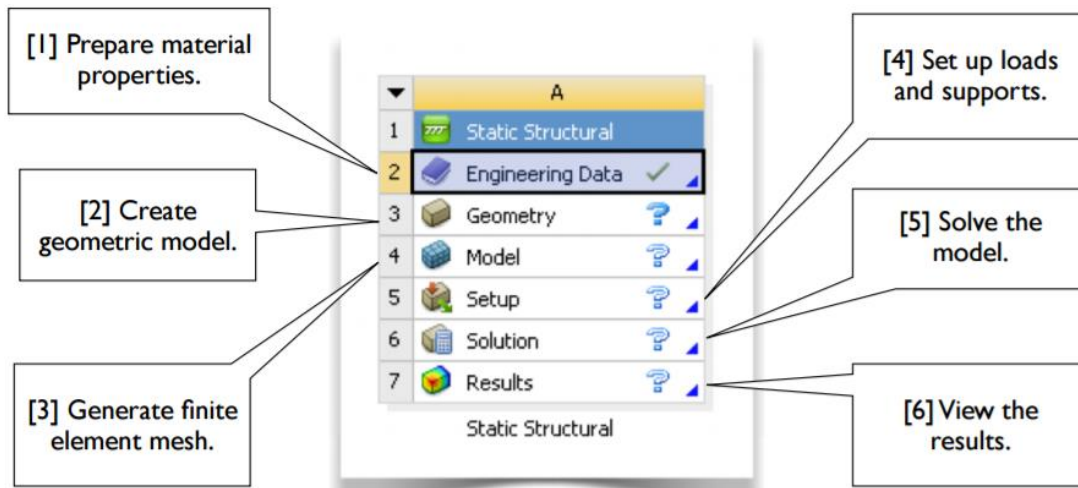 [1] Prepare material
properties.
[2] Create
geometric model.
[3] Generate finite
element mesh.
A
1 Static Structural
2 Engineering Data
3 Geometry ?
4 Model ?
5 Setup ?
6 Solution ?
7 Results ?
Static Structural
[4] Set up loads
and supports.
[5] Solve the
model.
[6] View the
results.